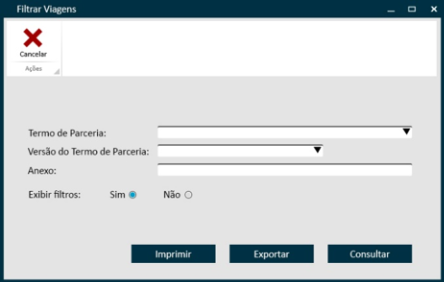 Filtrar Viagens
Cancelar
Ações
Termo de Parceria:
Versão do Termo de Parceria:
Anexo:
Exibir filtros: Sim Não
Imprimir Exportar Consultar